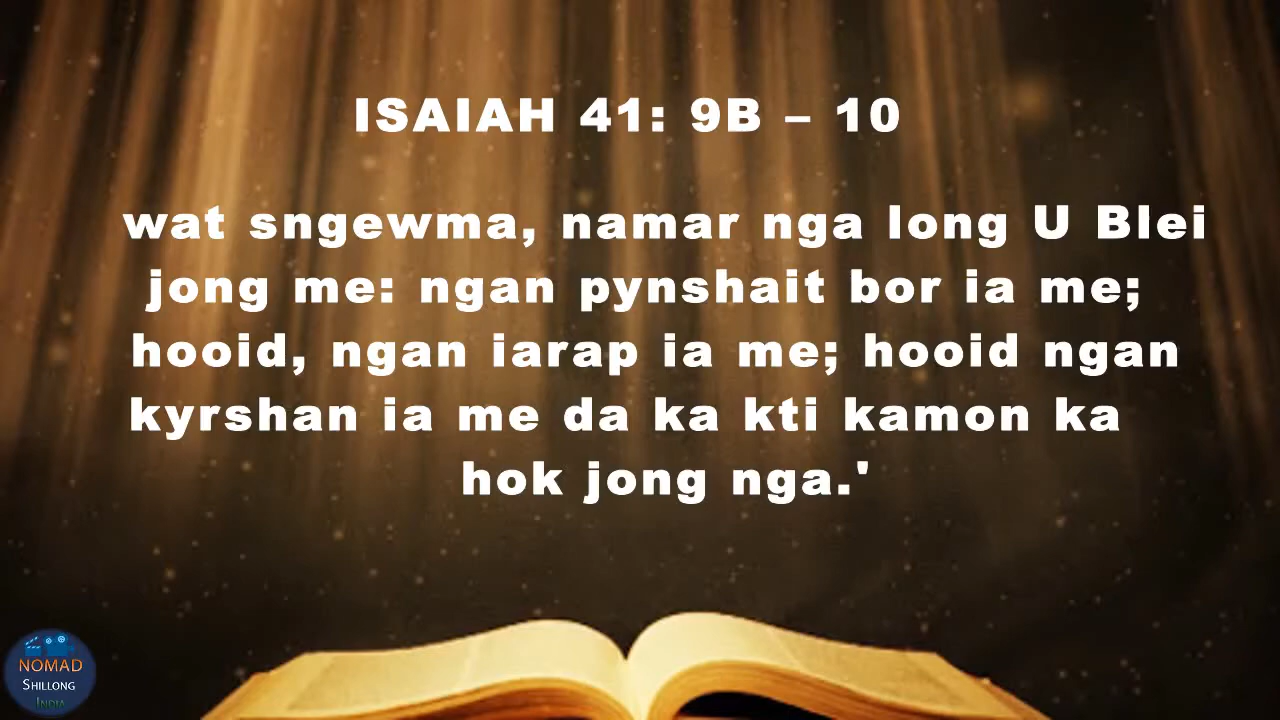 ISAIAH 41: 9B – 10
wat sngewma, namar nga long U Blei
jong me: ngan pynshait bor ia me;
hooid, ngan iarap ia me; hooid ngan
kyrshan ia me da ka kti kamon ka
hok jong nga.'
NOMAD
SHILLONG
INDIA